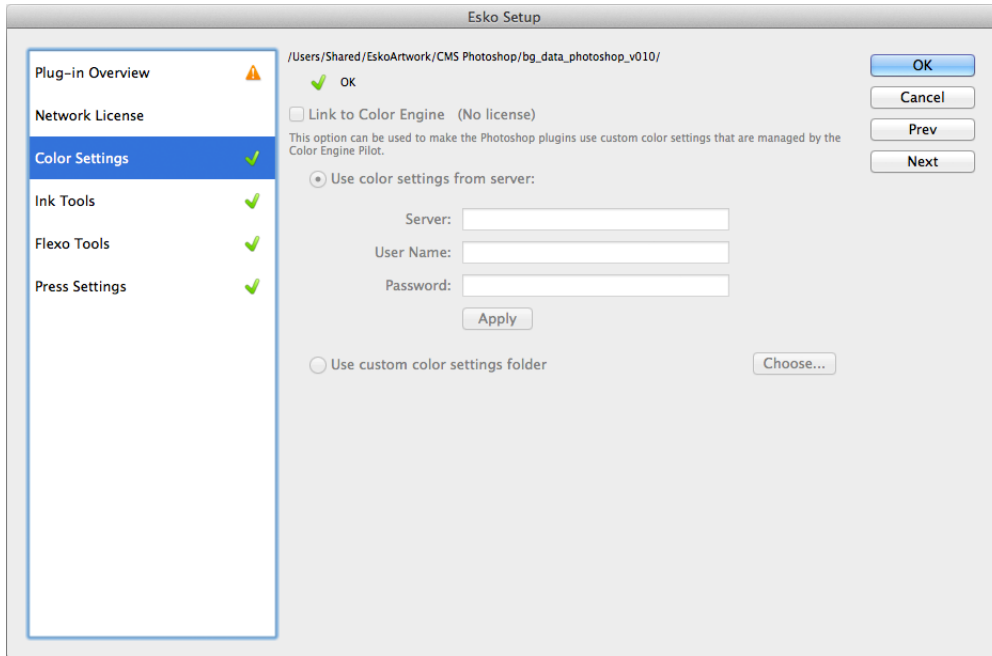 Esko Setup
Plug-in Overview
Network License
Color Settings
Ink Tools
Flexo Tools
Press Settings
/Users/Shared/EskoArtwork/CMS Photoshop/bg_data_photoshop_v010/
OK
Link to Color Engine (No license)
This option can be used to make the Photoshop plugins use custom color settings that are managed by the
Color Engine Pilot.
Use color settings from server:
Server:
User Name:
Password:
Apply
Use custom color settings folder
Choose...
OK
Cancel
Prev
Next